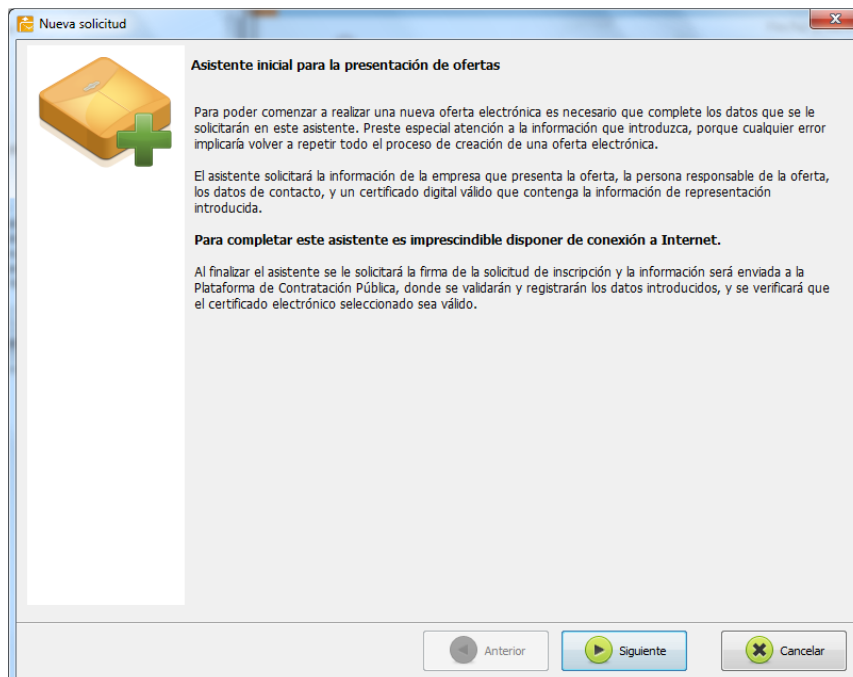 Nueva solicitud
Asistente inicial para la presentación de ofertas
Para poder comenzar a realizar una nueva oferta electrónica es necesario que complete los datos que se le
solicitarán en este asistente. Preste especial atención a la información que introduzca, porque cualquier error
implicaría volver a repetir todo el proceso de creación de una oferta electrónica.
El asistente solicitará la información de la empresa que presenta la oferta, la persona responsable de la oferta,
los datos de contacto, y un certificado digital válido que contenga la información de representación
introducida.
Para completar este asistente es imprescindible disponer de conexión a Internet.
Al finalizar el asistente se le solicitará la firma de la solicitud de inscripción y la información será enviada a la
Plataforma de Contratación Pública, donde se validarán y registrarán los datos introducidos, y se verificará que
el certificado electrónico seleccionado sea válido.
Anterior Siguiente Cancelar